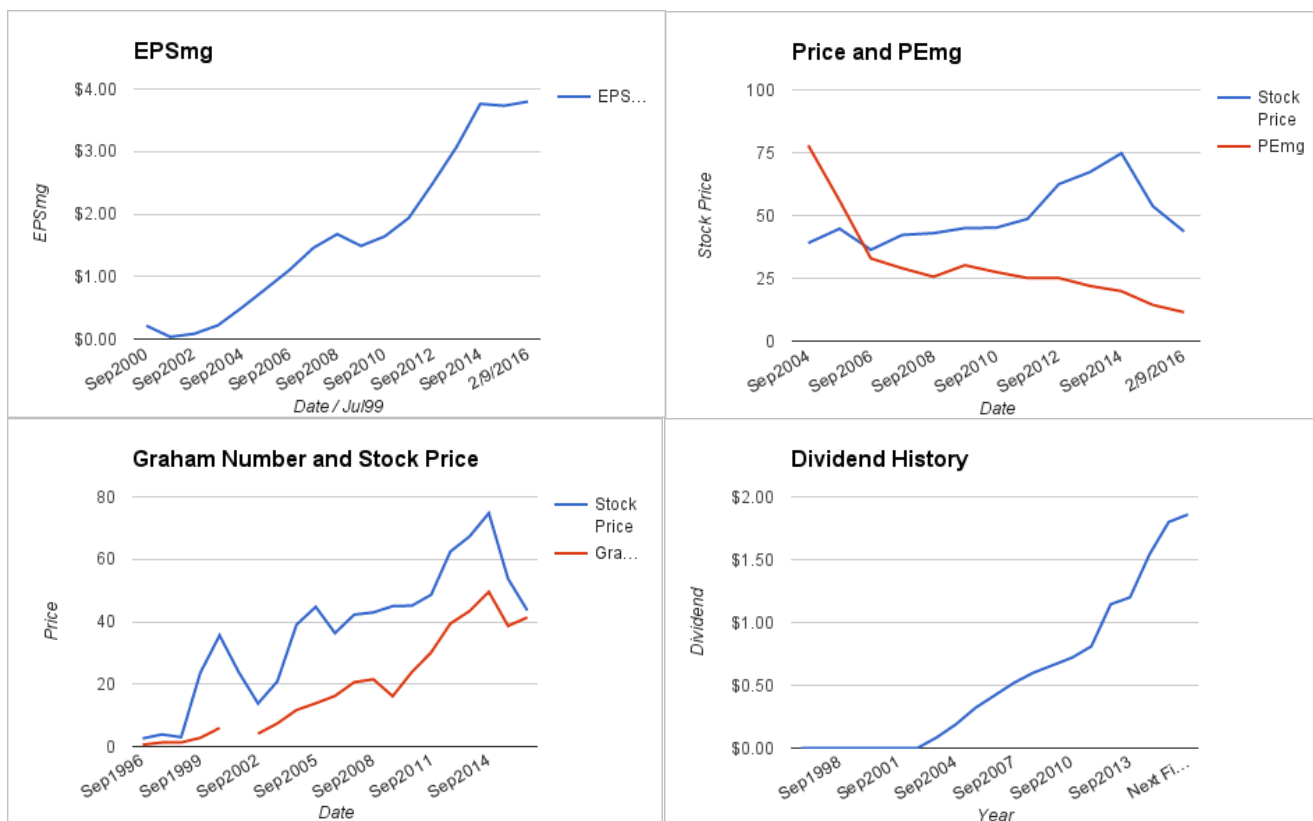 EPSmg
$4.00
$3.00
$2.00
$1.00
$0.00
EPSmg
EPS...
Sep2000
Sep2002
Sep2004
Sep2006
Sep2008
Sep2010
Sep2012
Sep2014
2/9/2016
Date / Jul99
Price and PEmg
100
75
50
25
0
Stock Price
Stock
Price
PEmg
Sep2004
Sep2006
Sep2008
Sep2010
Sep2012
Sep2014
2/9/2016
Date
Graham Number and Stock Price
80
60
40
20
0
Price
Stock
Price
Gra...
Sep1996
Sep1999
Sep2002
Sep2005
Sep2008
Sep2011
Sep2014
Date
Dividend History
$2.00
$1.50
$1.00
$0.50
$0.00
Dividend
Sep1998
Sep2001
Sep2004
Sep2007
Sep2010
Sep2013
Next Fi...
Year